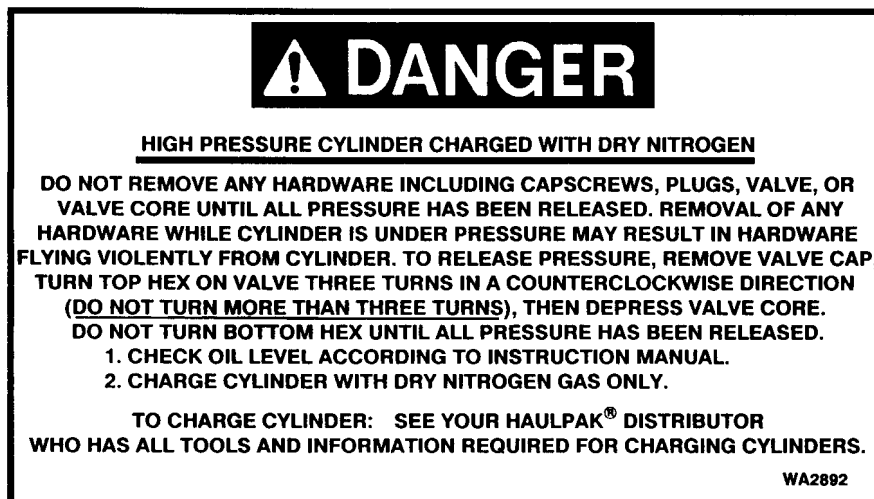 DANGER
HIGH PRESSURE CYLINDER CHARGED WITH DRY NITROGEN
DO NOT REMOVE ANY HARDWARE INCLUDING CAPSCREWS, PLUGS, VALVE, OR
VALVE CORE UNTIL ALL PRESSURE HAS BEEN RELEASED. REMOVAL OF ANY
HARDWARE WHILE CYLINDER IS UNDER PRESSURE MAY RESULT IN HARDWARE
FLYING VIOLENTLY FROM CYLINDER. TO RELEASE PRESSURE, REMOVE VALVE CAP,
TURN TOP HEX ON VALVE THREE TURNS IN A COUNTERCLOCKWISE DIRECTION
(DO NOT TURN MORE THAN THREE TURNS), THEN DEPRESS VALVE CORE.
DO NOT TURN BOTTOM HEX UNTIL ALL PRESSURE HAS BEEN RELEASED.
1. CHECK OIL LEVEL ACCORDING TO INSTRUCTION MANUAL.
2. CHARGE CYLINDER WITH DRY NITROGEN GAS ONLY.
TO CHARGE CYLINDER: SEE YOUR HAULPAK® DISTRIBUTOR
WHO HAS ALL TOOLS AND INFORMATION REQUIRED FOR CHARGING CYLINDERS.
WA2892